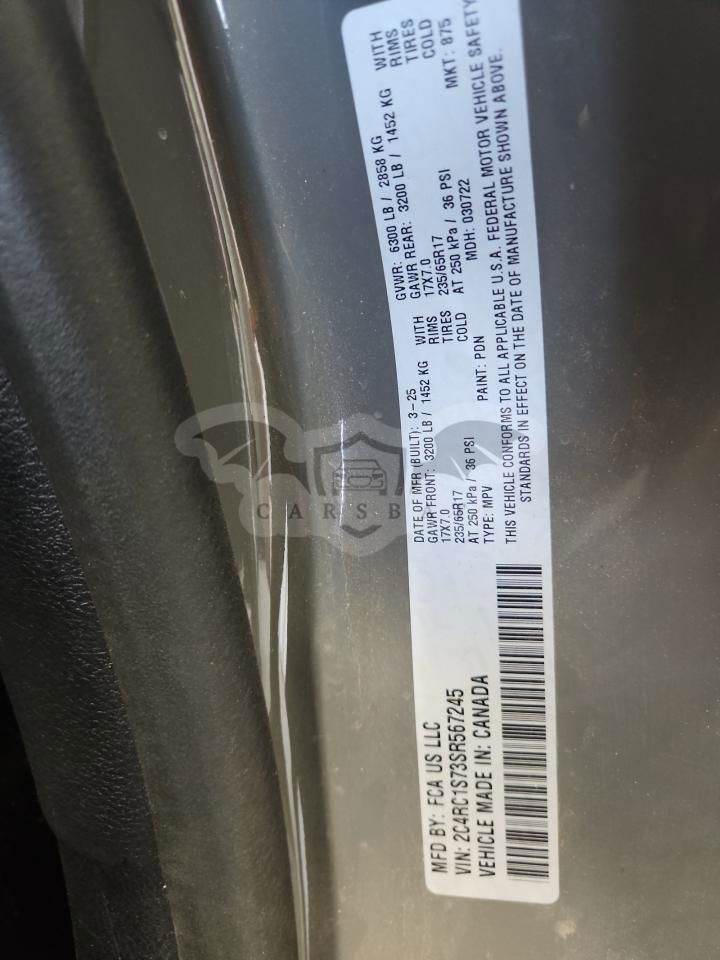 MFD BY: FCA US LLC
VIN: 2C4RC1S73SR567245
VEHICLE MADE IN: CANADA
DATE OF MFR (BUILT): 3-25
GAWR FRONT: 3200 LB / 1452 KG WITH
17X7.0 RIMS
235/65R17 TIRES
AT 250 kPa / 36 PSI COLD
TYPE: MPV PAINT: PDN
GVWR: 6300 LB / 2858 KG
GAWR REAR: 3200 LB / 1452 KG WITH
17X7.0 RIMS
235/65R17 TIRES
AT 250 kPa / 36 PSI COLD
MDH: 030722 MKT: 875
THIS VEHICLE CONFORMS TO ALL APPLICABLE U.S.A. FEDERAL MOTOR VEHICLE SAFETY
STANDARDS IN EFFECT ON THE DATE OF MANUFACTURE SHOWN ABOVE.